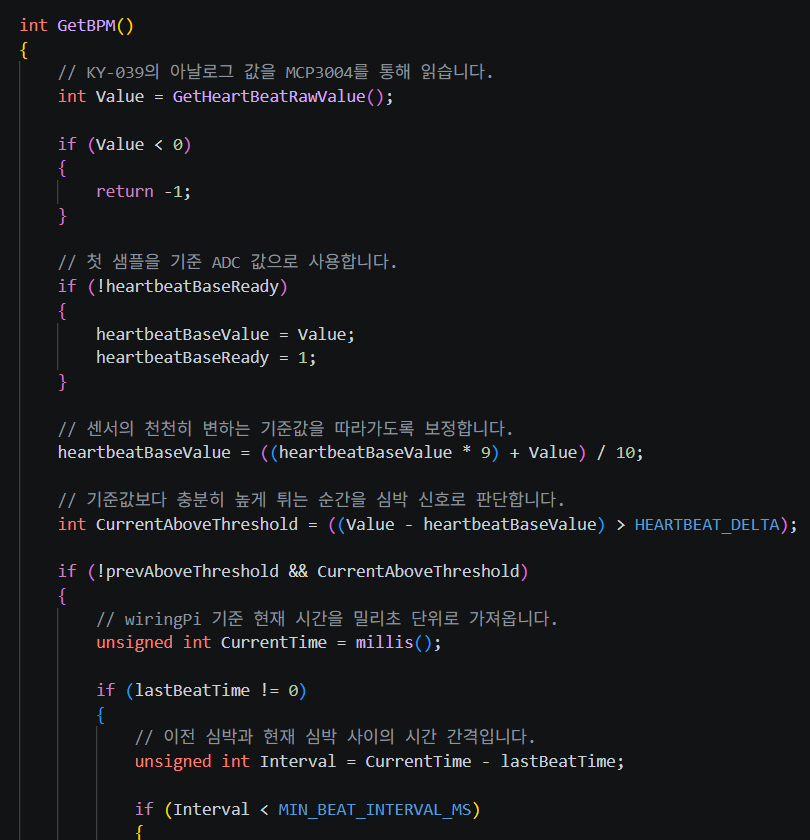 int GetBPM()
{
// KY-039의 아날로그 값을 MCP3004를 통해 읽습니다.
int Value = GetHeartBeatRawValue();
if (Value < 0)
{
return -1;
}
// 첫 샘플을 기준 ADC 값으로 사용합니다.
if (!heartbeatBaseReady)
{
heartbeatBaseValue = Value;
heartbeatBaseReady = 1;
}
// 센서의 천천히 변하는 기준값을 따라가도록 보정합니다.
heartbeatBaseValue = ((heartbeatBaseValue * 9) + Value) / 10;
// 기준값보다 충분히 높게 튀는 순간을 심박 신호로 판단합니다.
int CurrentAboveThreshold = ((Value - heartbeatBaseValue) > HEARTBEAT_DELTA);
if (!prevAboveThreshold && CurrentAboveThreshold)
{
// wiringPi 기준 현재 시간을 밀리초 단위로 가져옵니다.
unsigned int CurrentTime = millis();
if (lastBeatTime != 0)
{
// 이전 심박과 현재 심박 사이의 시간 간격입니다.
unsigned int Interval = CurrentTime - lastBeatTime;
if (Interval < MIN_BEAT_INTERVAL_MS)
{